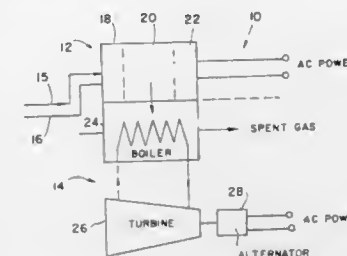 18 20 22 10
12
AC POWER
15
16
24
SPENT GAS
BOILER
14
28
TURBINE
AC POW
26
ALTERNATOR